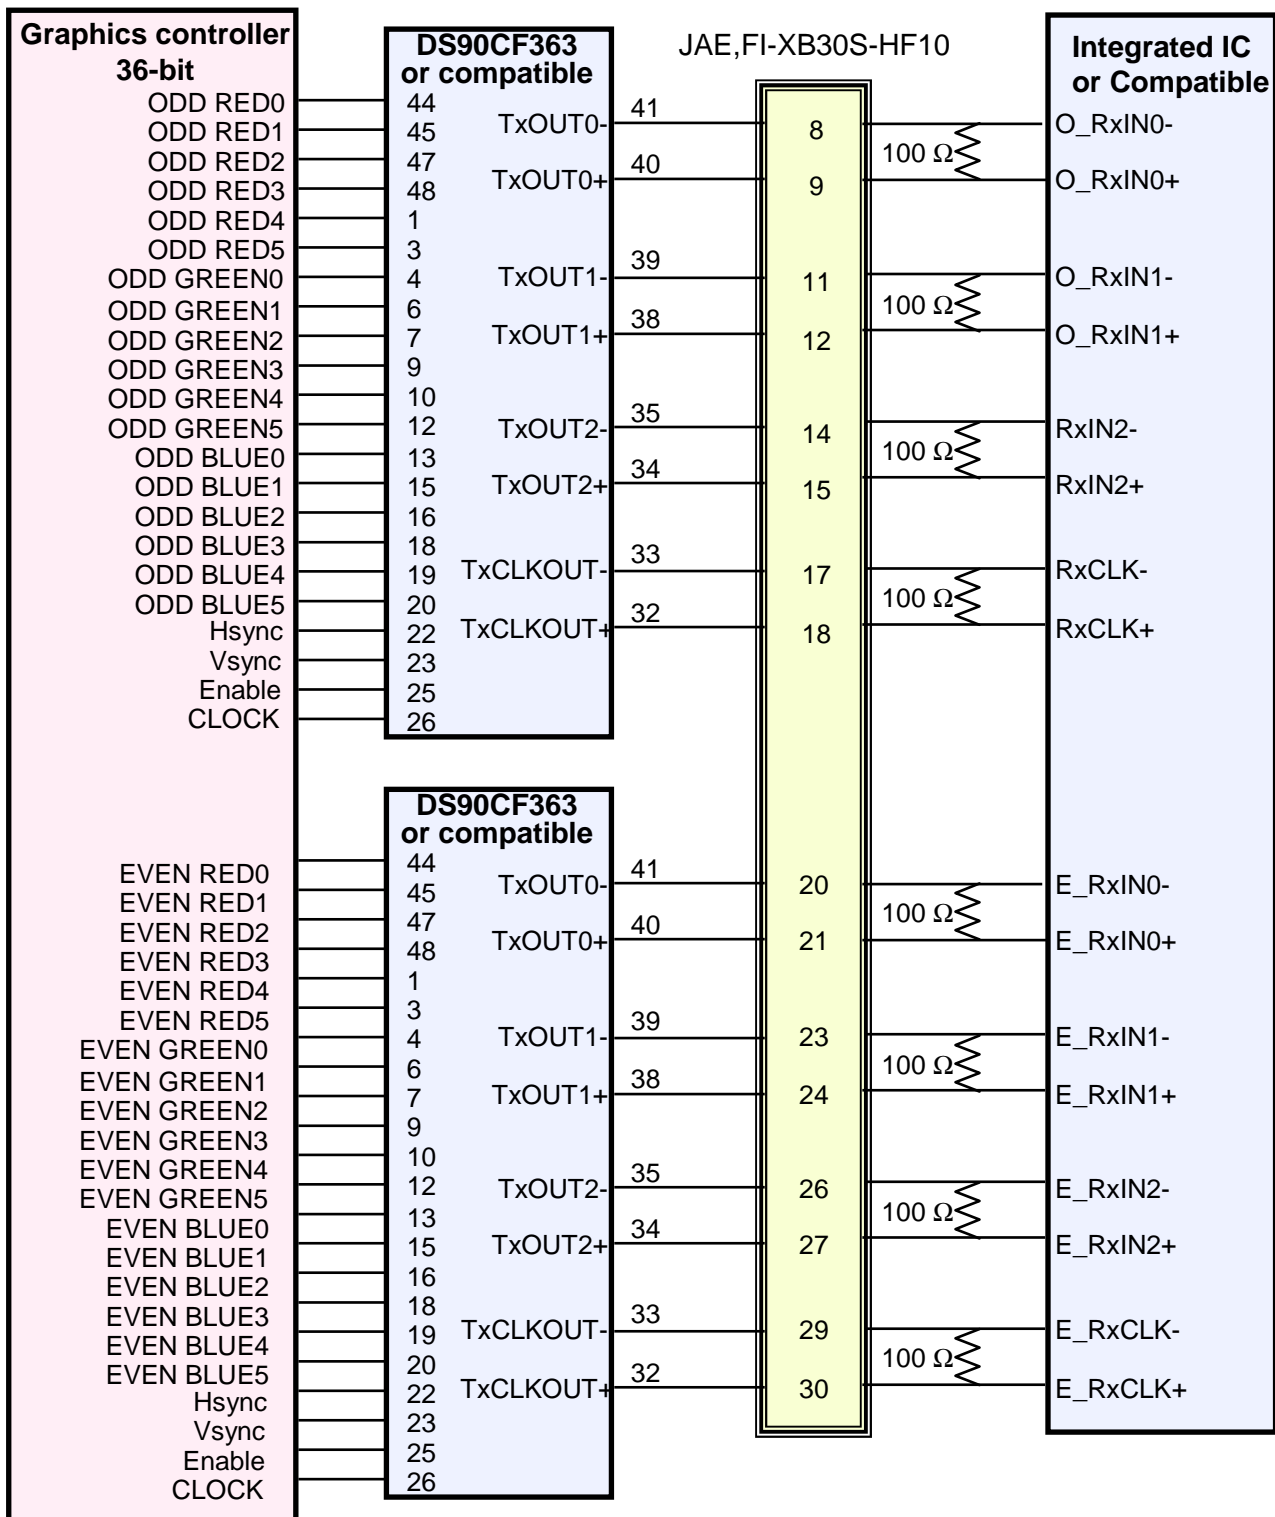 Graphics controller
36-bit
ODD RED0
ODD RED1
ODD RED2
ODD RED3
ODD RED4
ODD RED5
ODD GREEN0
ODD GREEN1
ODD GREEN2
ODD GREEN3
ODD GREEN4
ODD GREEN5
ODD BLUE0
ODD BLUE1
ODD BLUE2
ODD BLUE3
ODD BLUE4
ODD BLUE5
Hsync
Vsync
Enable
CLOCK
EVEN RED0
EVEN RED1
EVEN RED2
EVEN RED3
EVEN RED4
EVEN RED5
EVEN GREEN0
EVEN GREEN1
EVEN GREEN2
EVEN GREEN3
EVEN GREEN4
EVEN GREEN5
EVEN BLUE0
EVEN BLUE1
EVEN BLUE2
EVEN BLUE3
EVEN BLUE4
EVEN BLUE5
Hsync
Vsync
Enable
CLOCK
DS90CF363
or compatible
44
45
47
48
1
3
4
6
7
9
10
12
13
15
16
18
19
20
22
23
25
26
TxOUT0-
TxOUT0+
TxOUT1-
TxOUT1+
TxOUT2-
TxOUT2+
TxCLKOUT-
TxCLKOUT+
41
40
39
38
35
34
33
32
DS90CF363
or compatible
44
45
47
48
1
3
4
6
7
9
10
12
13
15
16
18
19
20
22
23
25
26
TxOUT0-
TxOUT0+
TxOUT1-
TxOUT1+
TxOUT2-
TxOUT2+
TxCLKOUT-
TxCLKOUT+
41
40
39
38
35
34
33
32
JAE,FI-XB30S-HF10
8
9
11
12
14
15
17
18
20
21
23
24
26
27
29
30
100 Ω
100 Ω
100 Ω
100 Ω
100 Ω
100 Ω
100 Ω
100 Ω
Integrated IC
or Compatible
O_RxIN0-
O_RxIN0+
O_RxIN1-
O_RxIN1+
RxIN2-
RxIN2+
RxCLK-
RxCLK+
E_RxIN0-
E_RxIN0+
E_RxIN1-
E_RxIN1+
E_RxIN2-
E_RxIN2+
E_RxCLK-
E_RxCLK+